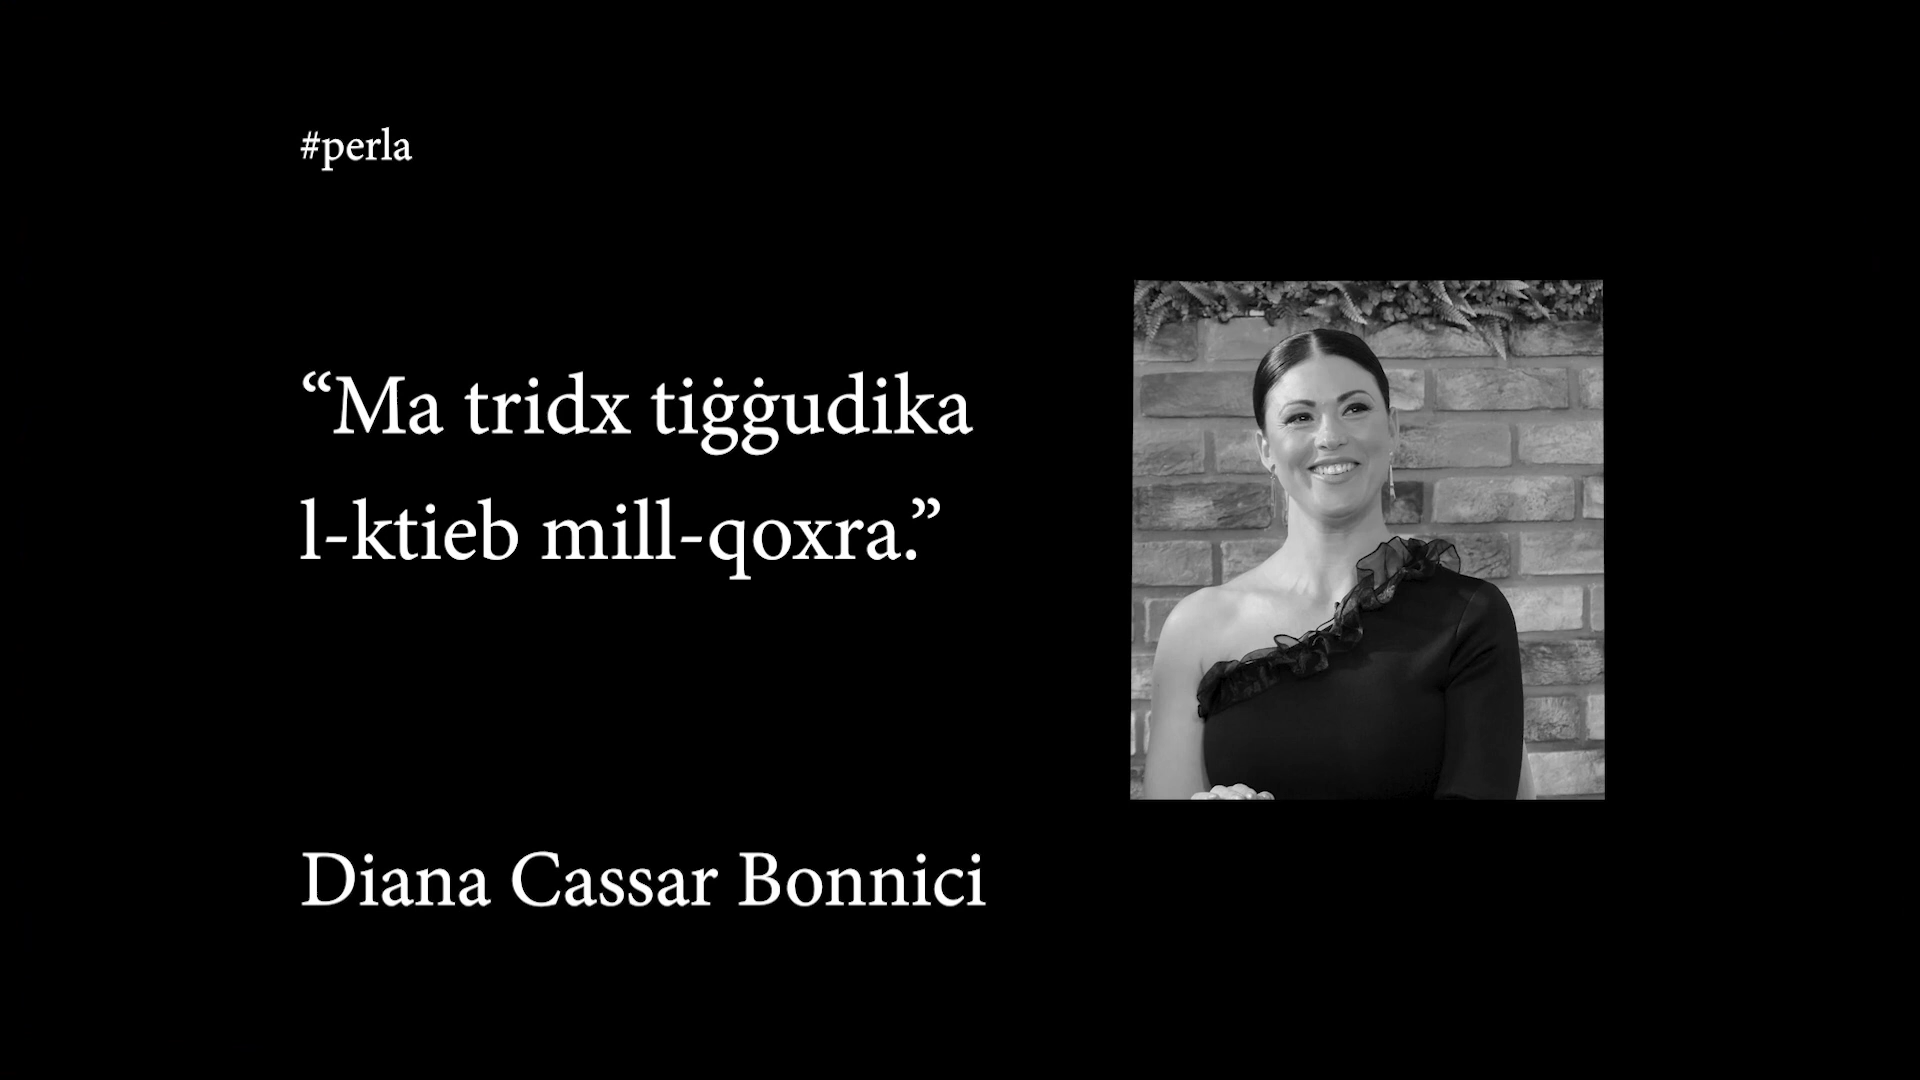 #perla
“Ma tridx tiġġudika
l-ktieb mill-qoxra.”
Diana Cassar Bonnici